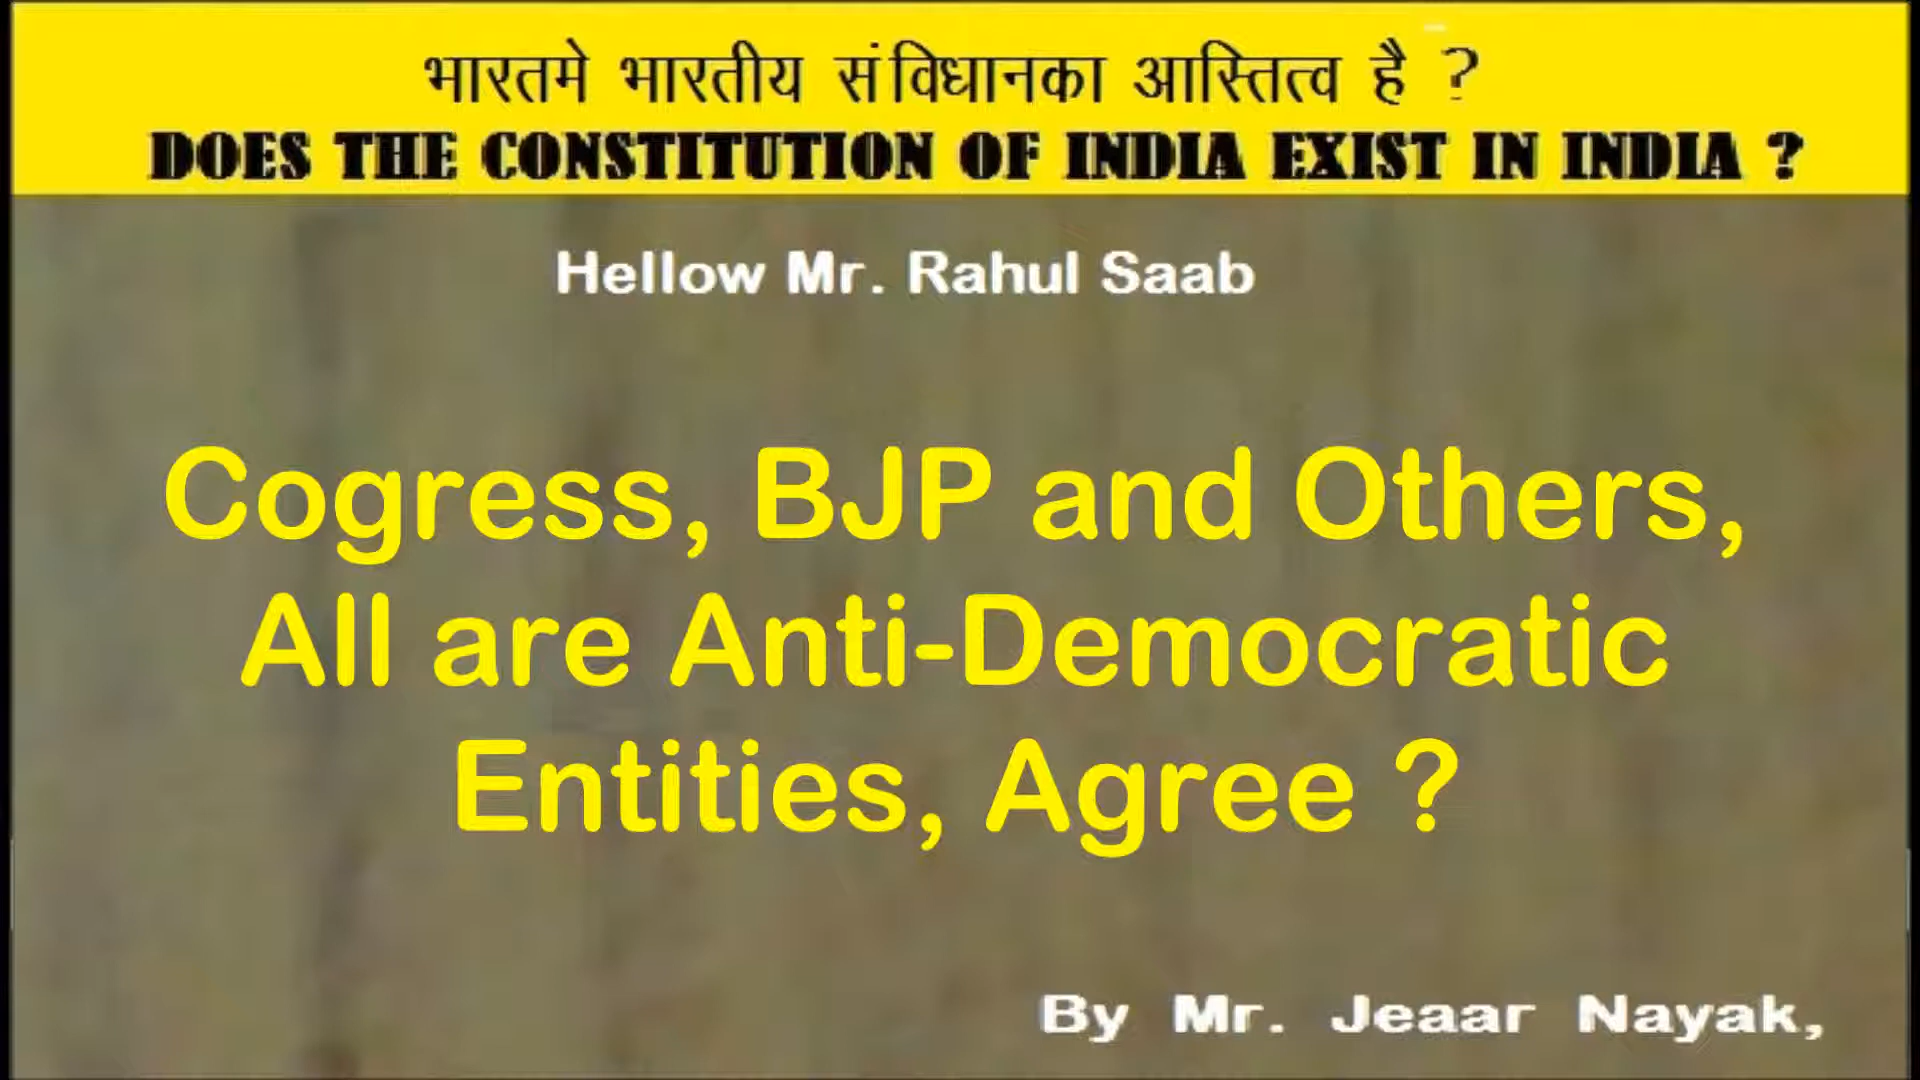 भारतमे भारतीय संविधानका आस्तित्व है ?
DOES THE CONSTITUTION OF INDIA EXIST IN INDIA ?
Hellow Mr. Rahul Saab
Cogress, BJP and Others,
All are Anti-Democratic
Entities, Agree ?
By Mr. Jeaar Nayak,